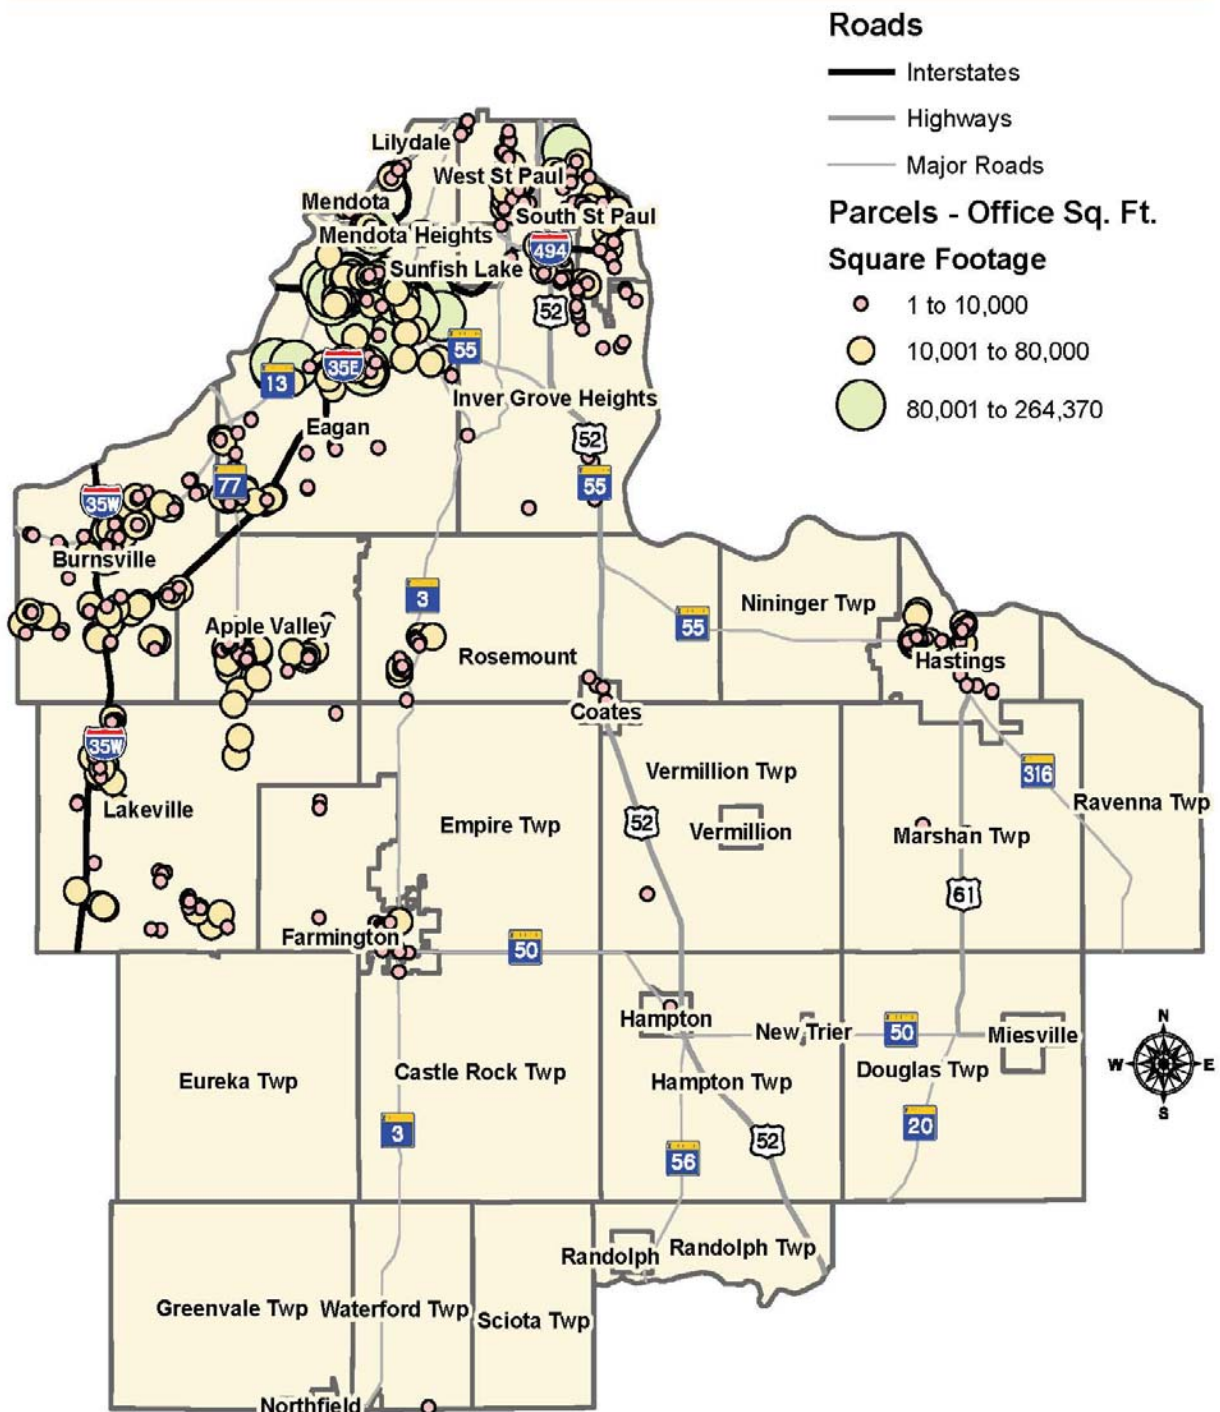 Roads
Interstates
Highways
Major Roads
Parcels - Office Sq. Ft.
Square Footage
1 to 10,000
10,001 to 80,000
80,001 to 264,370
Lilydale
West St Paul
Mendota
South St Paul
Mendota Heights
494
Sunfish Lake
52
55
35E
13
Inver Grove Heights
Eagan
52
77
55
35W
Burnsville
3
Nininger Twp
55
Apple Valley
Rosemount
Hastings
Coates
35W
Vermillion Twp
316
Ravenna Twp
Lakeville
Empire Twp
52
Vermillion
Marshan Twp
61
Farmington
50
Hampton
New Trier
50
Miesville
N
W
E
S
Eureka Twp
Castle Rock Twp
Hampton Twp
Douglas Twp
3
20
52
56
Randolph
Randolph Twp
Greenvale Twp
Waterford Twp
Sciota Twp
Northfield